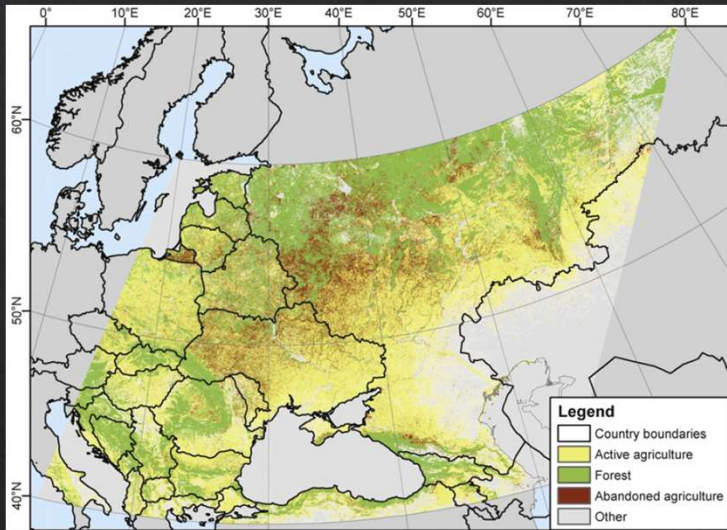 0°
10°E
20°E
30°E
40°E
50°E
60°E
70°E
80°E
60°N
50°N
40°N
Legend
Country boundaries
Active agriculture
Forest
Abandoned agriculture
Other